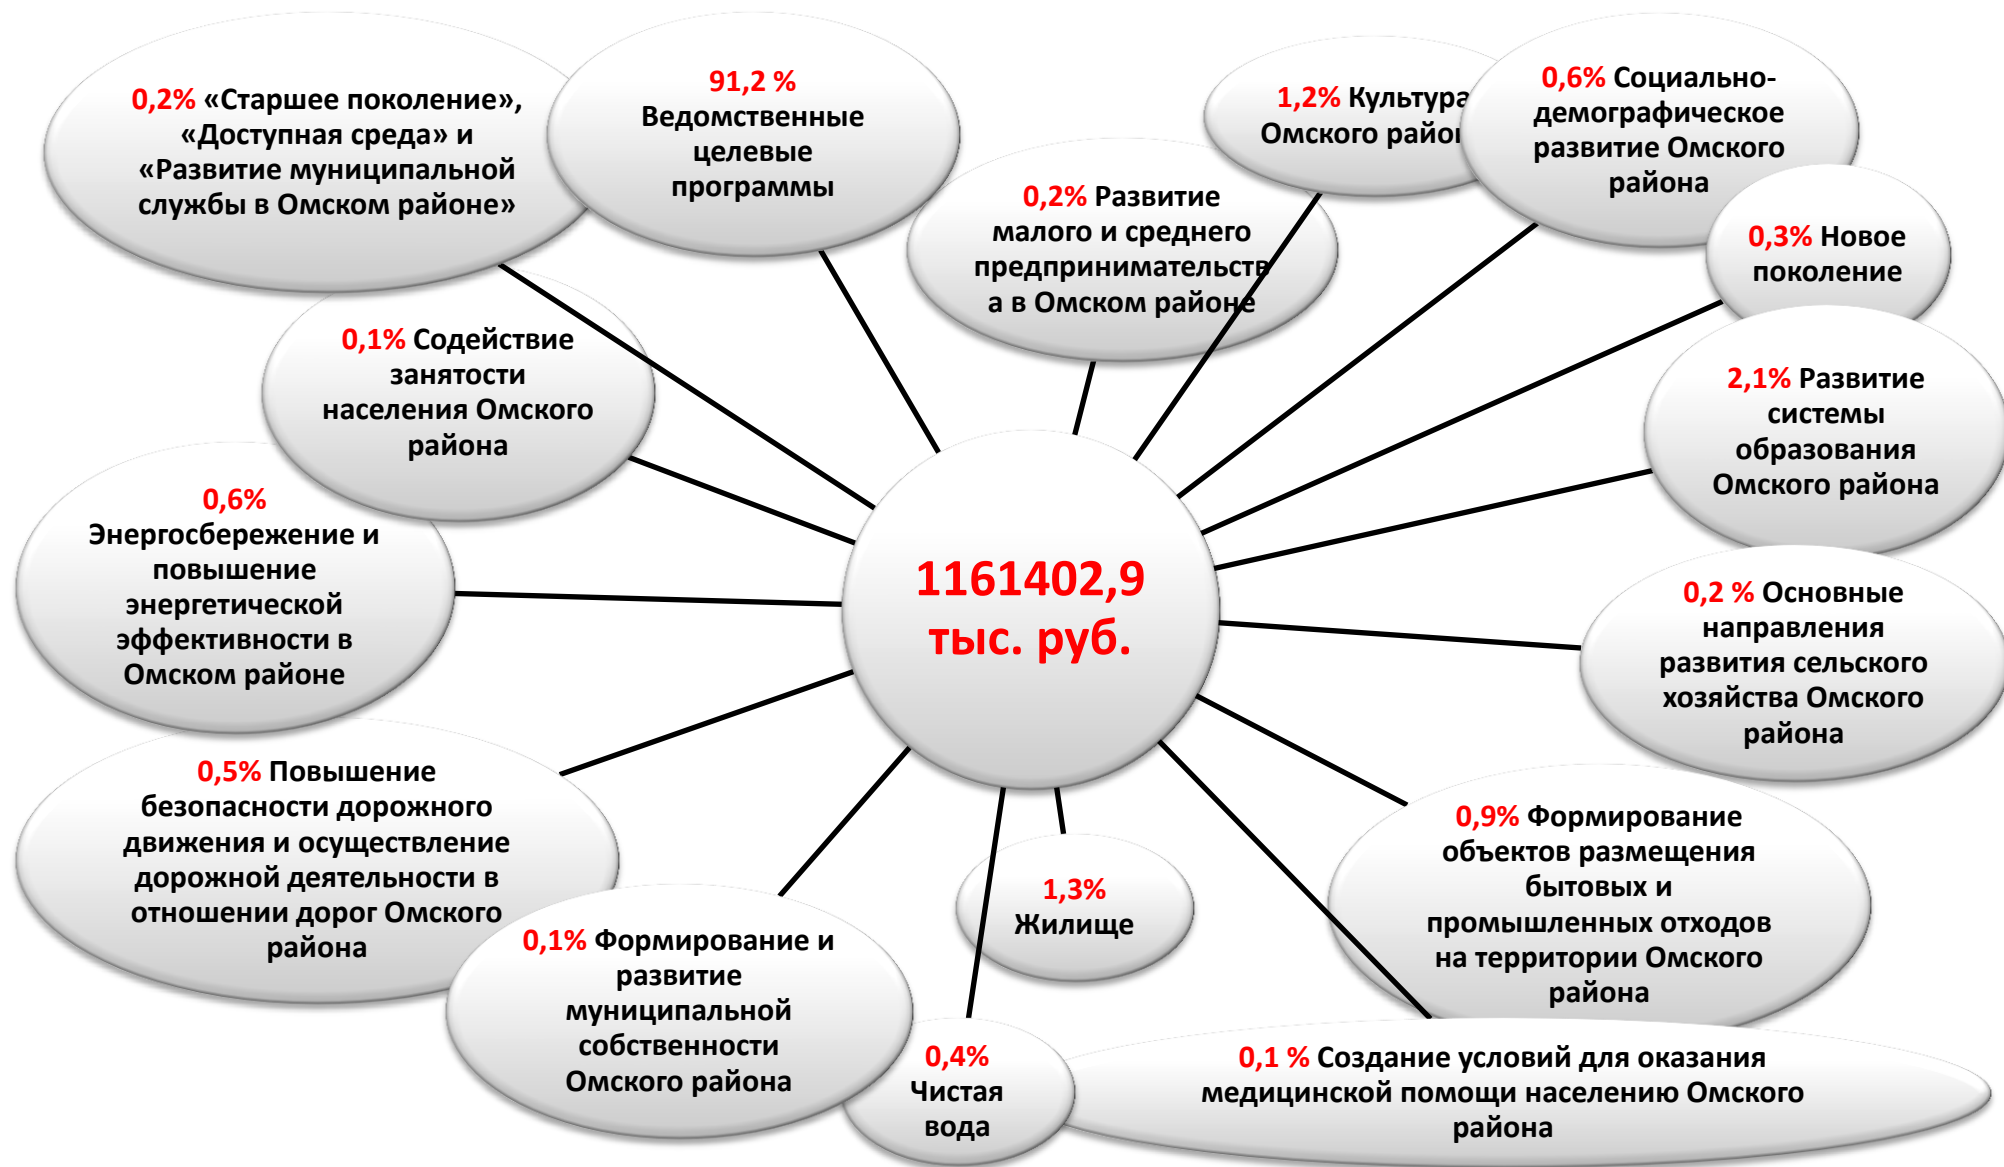 0,2% «Старшее поколение»,
«Доступная среда» и
«Развитие муниципальной
службы в Омском районе»
91,2 %
Ведомственные
целевые
программы
0,2% Развитие
малого и среднего
предпринимательств
а в Омском районе
1,2% Культура
Омского
0,6% Социально-
демографическое
развитие Омского
района
0,3% Новое
поколение
2,1% Развитие
системы
образования
Омского района
0,2 % Основные
направления
развития сельского
хозяйства Омского
района
0,9% Формирование
объектов размещения
бытовых и
промышленных отходов
на территории Омского
района
0,1 % Создание условий для оказания
медицинской помощи населению Омского
района
1,3%
Жилище
0,4%
Чистая
вода
0,1% Формирование и
развитие
муниципальной
собственности
Омского района
0,5% Повышение
безопасности дорожного
движения и осуществление
дорожной деятельности в
отношении дорог Омского
района
0,6%
Энергосбережение и
повышение
энергетической
эффективности в
Омском районе
0,1% Содействие
занятости
населения Омского
района
1161402,9
тыс. руб.